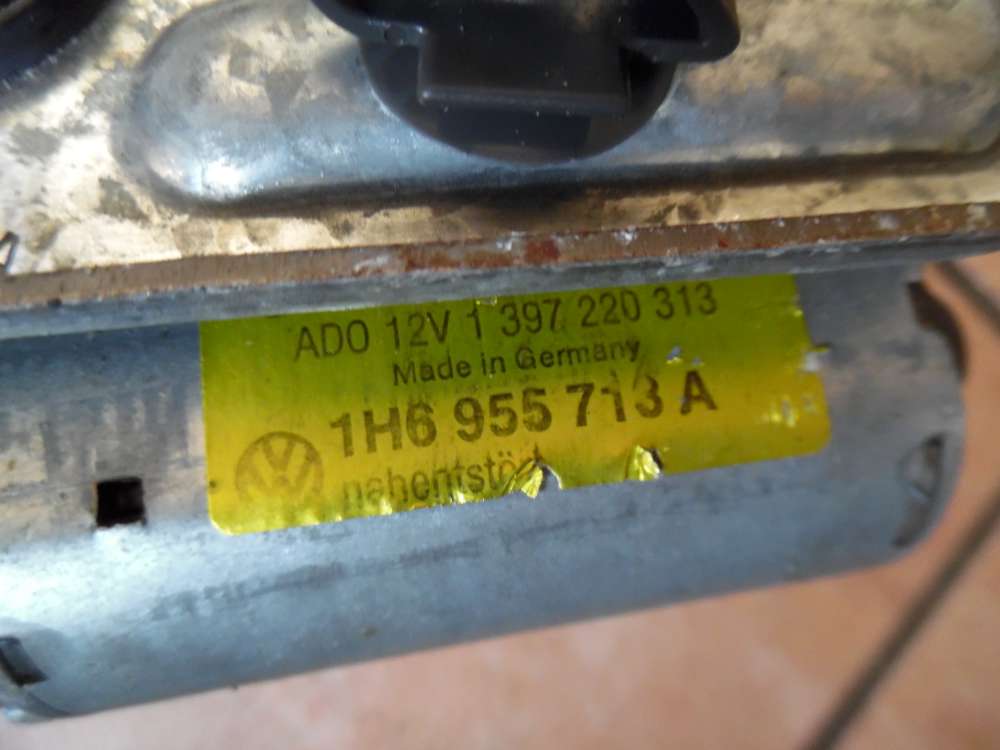 ADO 12V 1 397 220 313
Made in Germany
1H6 955 713 A